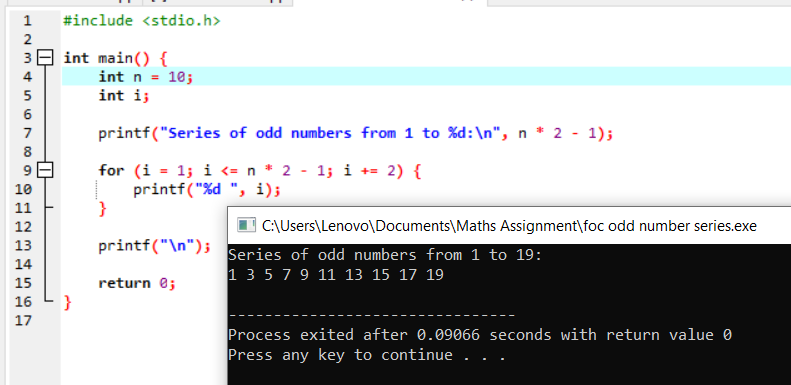 1 #include <stdio.h>
2
3 int main() {
4 int n = 10;
5 int i;
6
7 printf("Series of odd numbers from 1 to %d:\n", n * 2 - 1);
8
9 for (i = 1; i <= n * 2 - 1; i += 2) {
10 printf("%d ", i);
11 }
12
13 printf("\n");
14
15 return 0;
16 }
17
C:\Users\Lenovo\Documents\Maths Assignment\foc odd number series.exe
Series of odd numbers from 1 to 19:
1 3 5 7 9 11 13 15 17 19
--------------------------------
Process exited after 0.09066 seconds with return value 0
Press any key to continue . . .